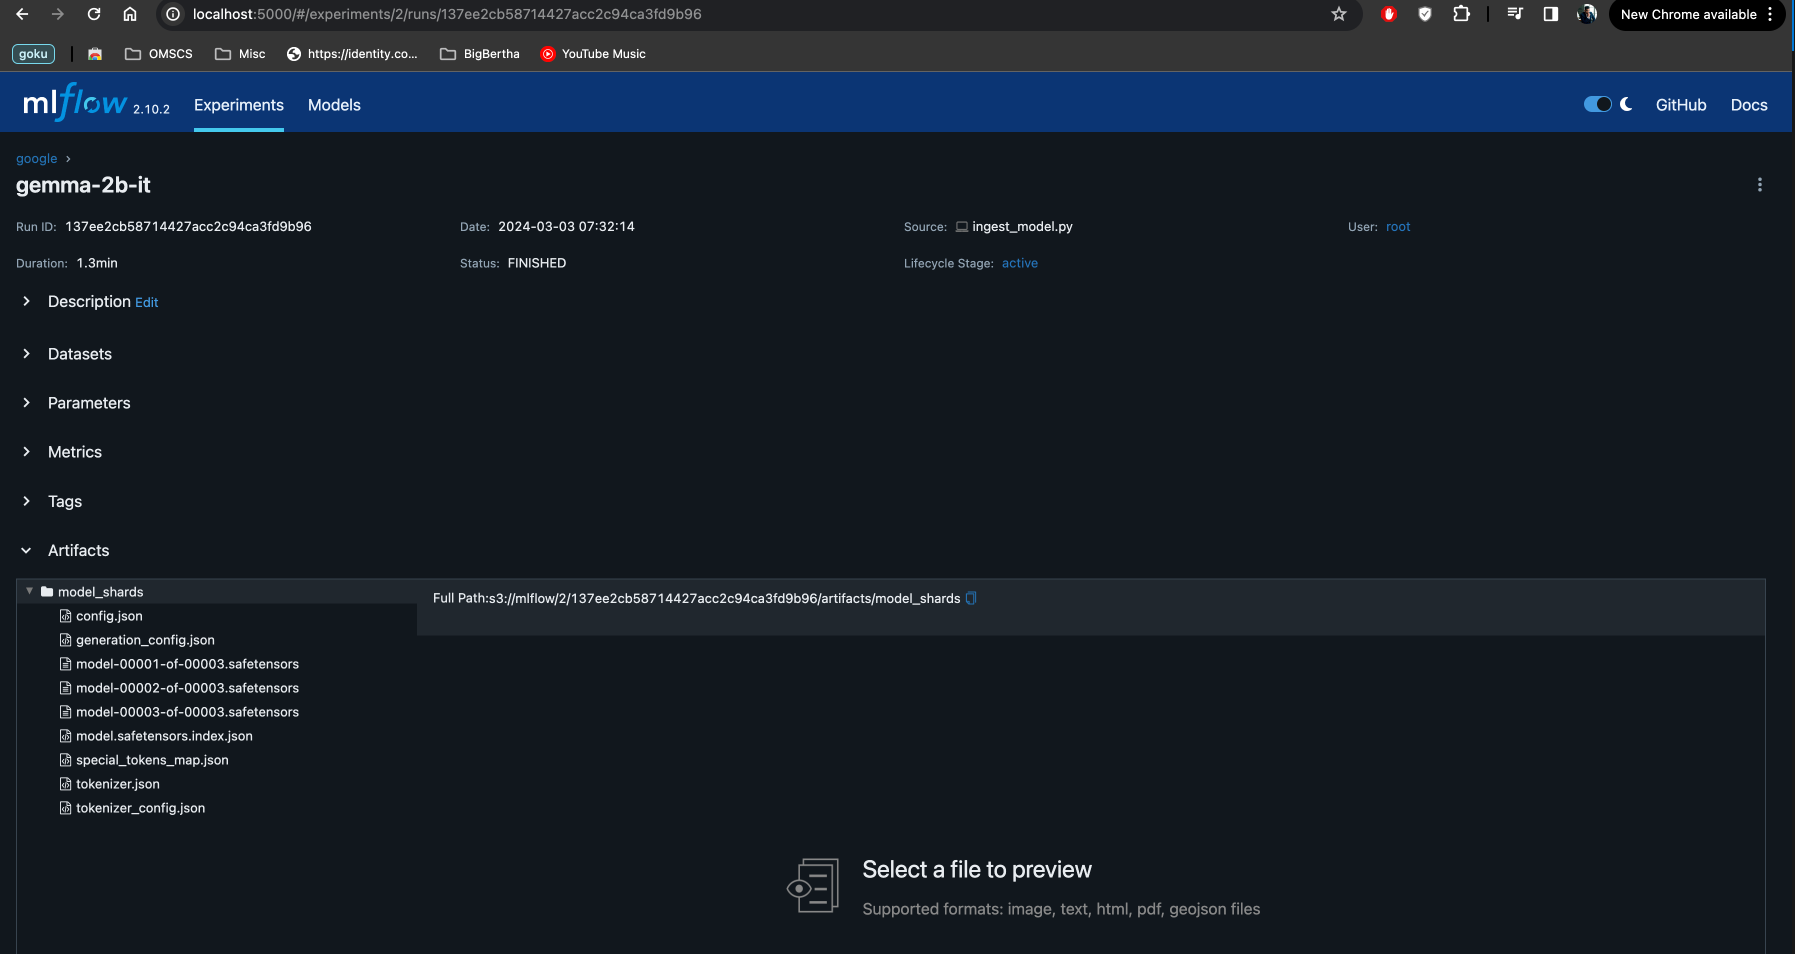 localhost:5000/#/experiments/2/runs/137ee2cb58714427acc2c94ca3fd9b96 New Chrome available
goku OMSCS Misc https://identity.co... BigBertha YouTube Music
mlflow 2.10.2 Experiments Models GitHub Docs
google ›
gemma-2b-it
Run ID: 137ee2cb58714427acc2c94ca3fd9b96 Date: 2024-03-03 07:32:14 Source: ingest_model.py User: root
Duration: 1.3min Status: FINISHED Lifecycle Stage: active
Description Edit
Datasets
Parameters
Metrics
Tags
Artifacts
model_shards
Full Path:s3://mlflow/2/137ee2cb58714427acc2c94ca3fd9b96/artifacts/model_shards
config.json
generation_config.json
model-00001-of-00003.safetensors
model-00002-of-00003.safetensors
model-00003-of-00003.safetensors
model.safetensors.index.json
special_tokens_map.json
tokenizer.json
tokenizer_config.json
Select a file to preview
Supported formats: image, text, html, pdf, geojson files